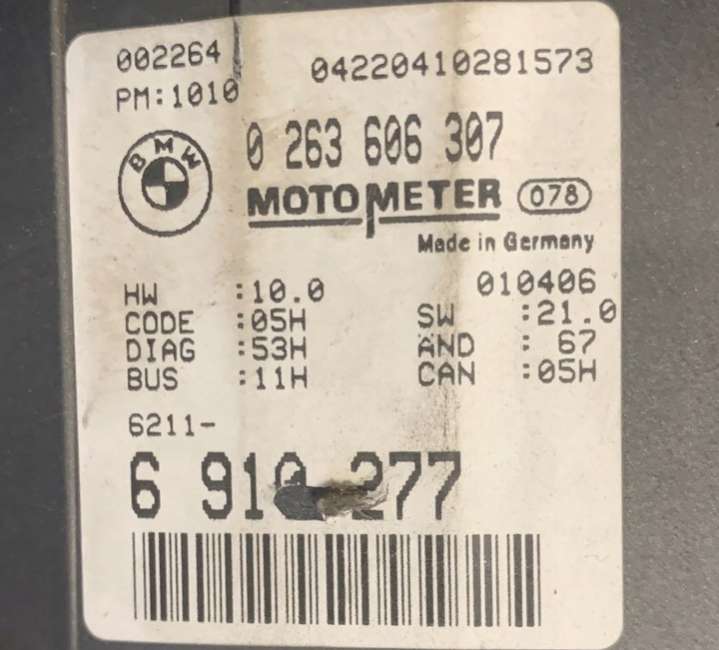 002264 04220410281573
PM:1010
BMW
0 263 606 307
MOTOMETER 078
Made in Germany
HW :10.0 010406
CODE :05H SW :21.0
DIAG :53H AND : 67
BUS :11H CAN :05H
6211-
6 910 277